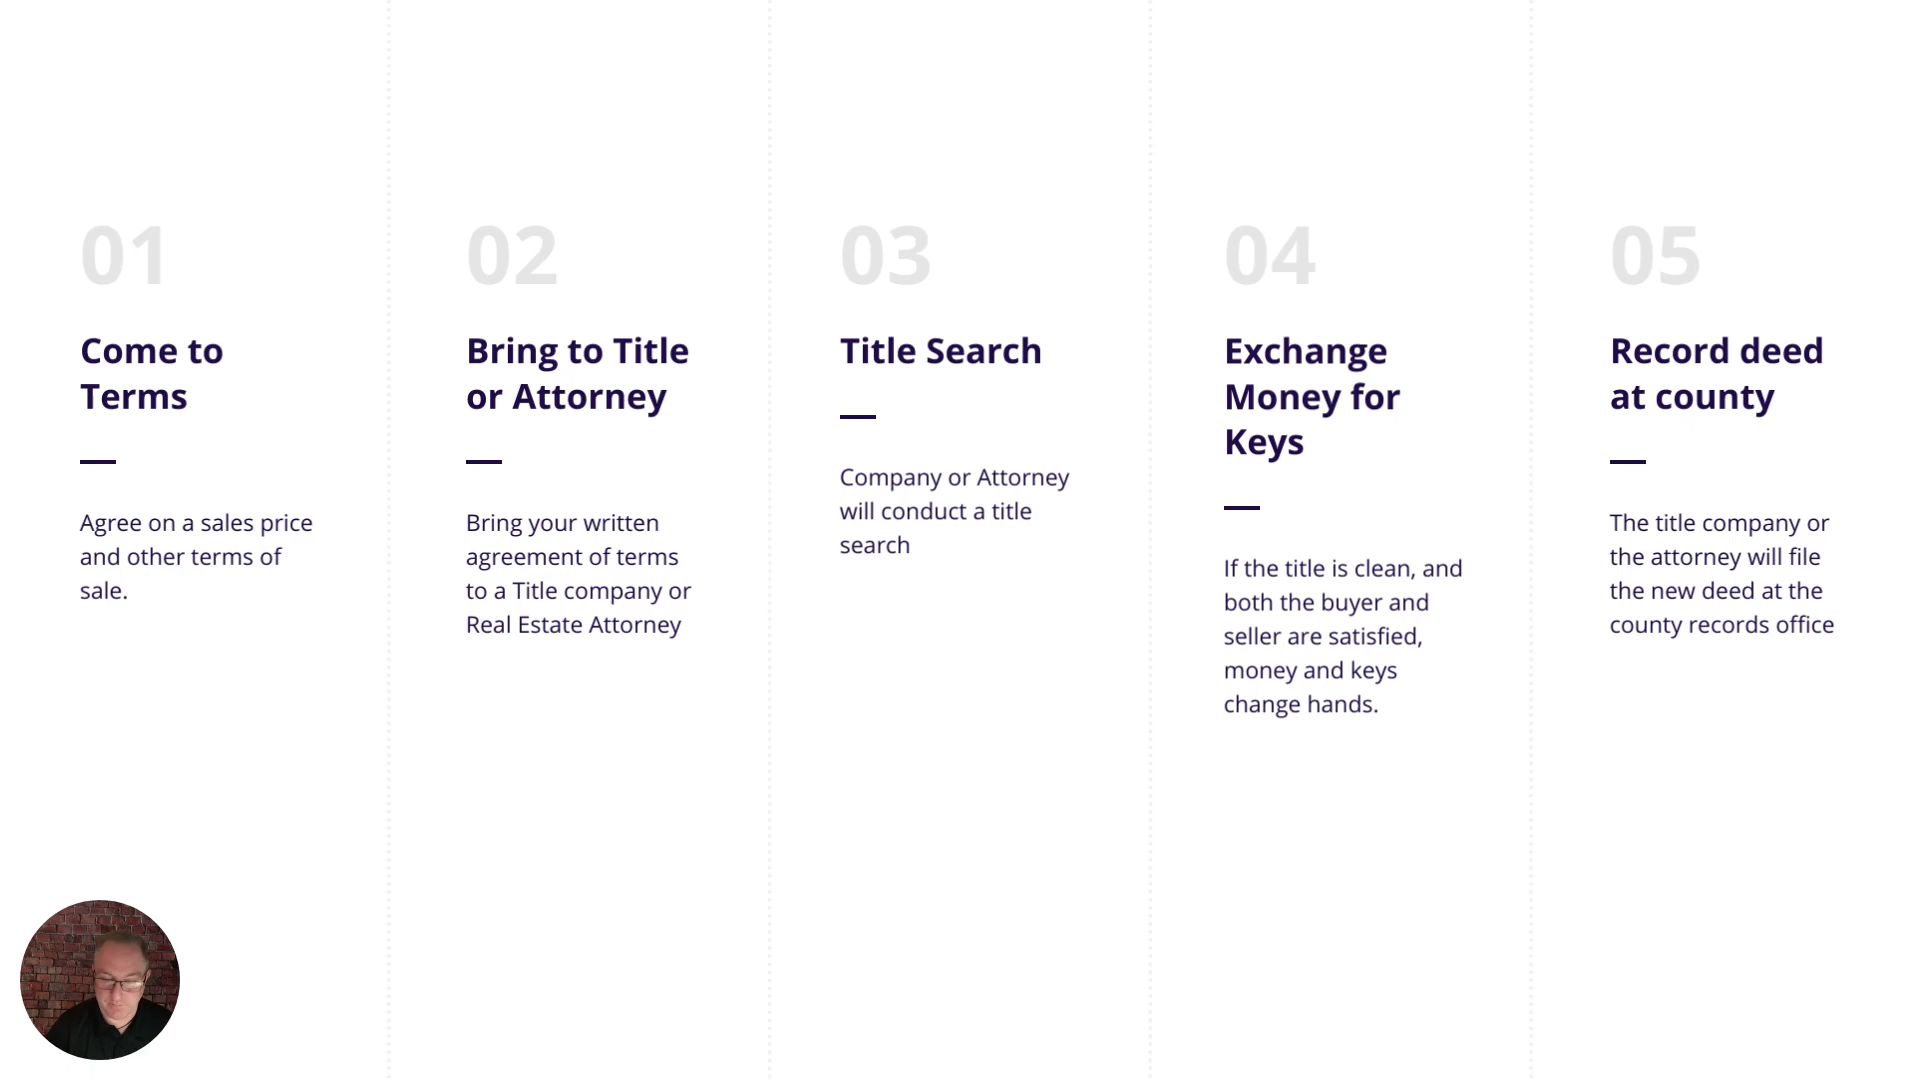 01
Come to
Terms
Agree on a sales price
and other terms of
sale.
02
Bring to Title
or Attorney
Bring your written
agreement of terms
to a Title company or
Real Estate Attorney
03
Title Search
Company or Attorney
will conduct a title
search
04
Exchange
Money for
Keys
If the title is clean, and
both the buyer and
seller are satisfied,
money and keys
change hands.
05
Record deed
at county
The title company or
the attorney will file
the new deed at the
county records office